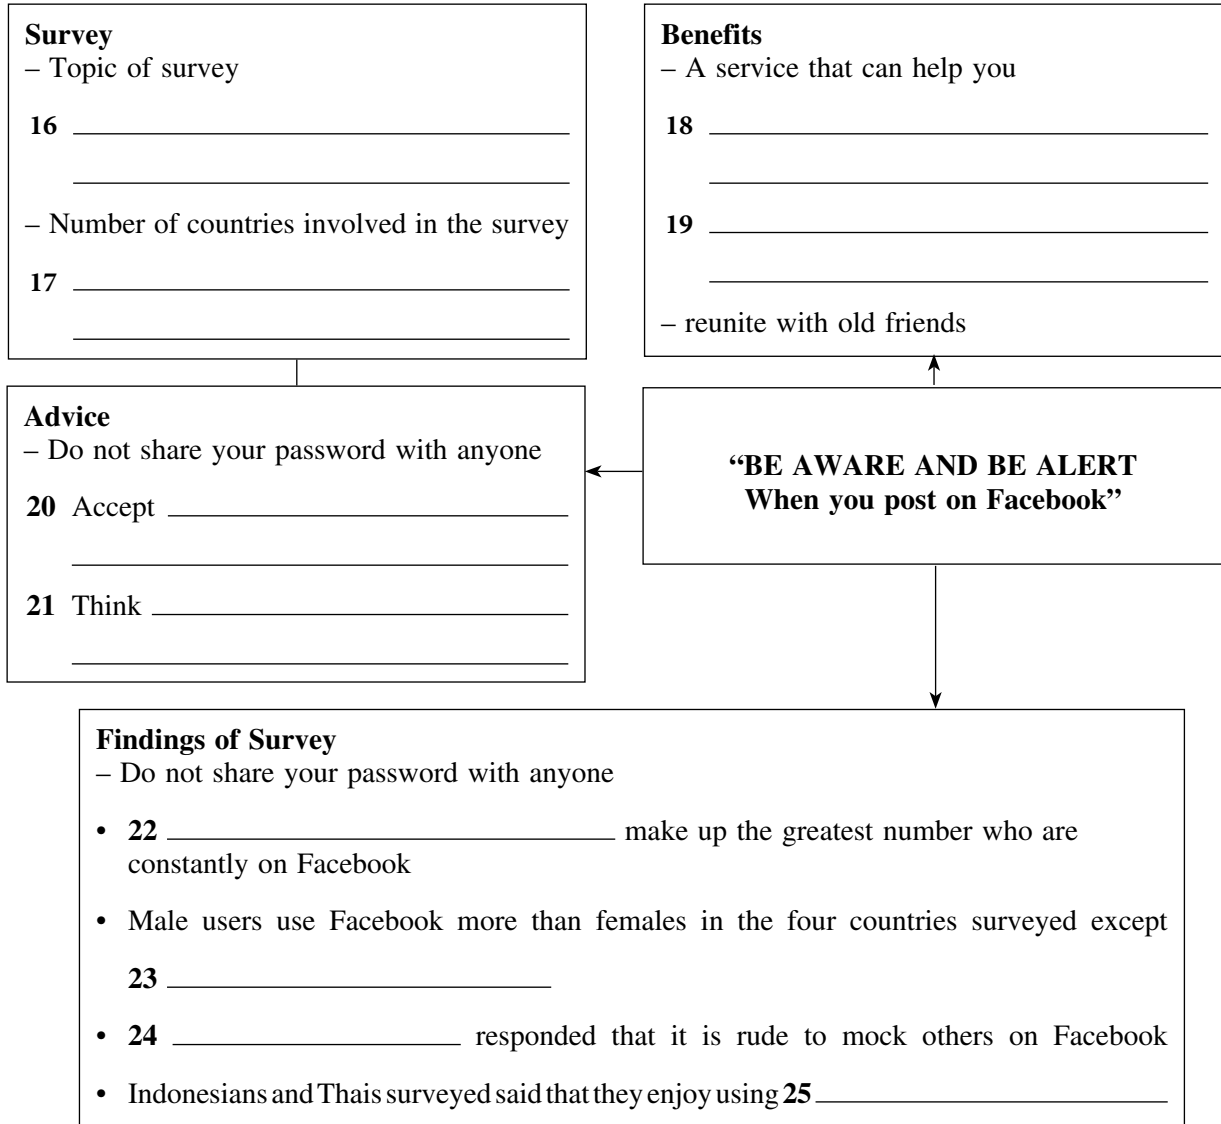 Survey
– Topic of survey
16
– Number of countries involved in the survey
17
Benefits
– A service that can help you
18
19
– reunite with old friends
Advice
– Do not share your password with anyone
20 Accept
21 Think
“BE AWARE AND BE ALERT
When you post on Facebook”
Findings of Survey
– Do not share your password with anyone
• 22 make up the greatest number who are
constantly on Facebook
• Male users use Facebook more than females in the four countries surveyed except
23
• 24 responded that it is rude to mock others on Facebook
• Indonesians and Thais surveyed said that they enjoy using 25